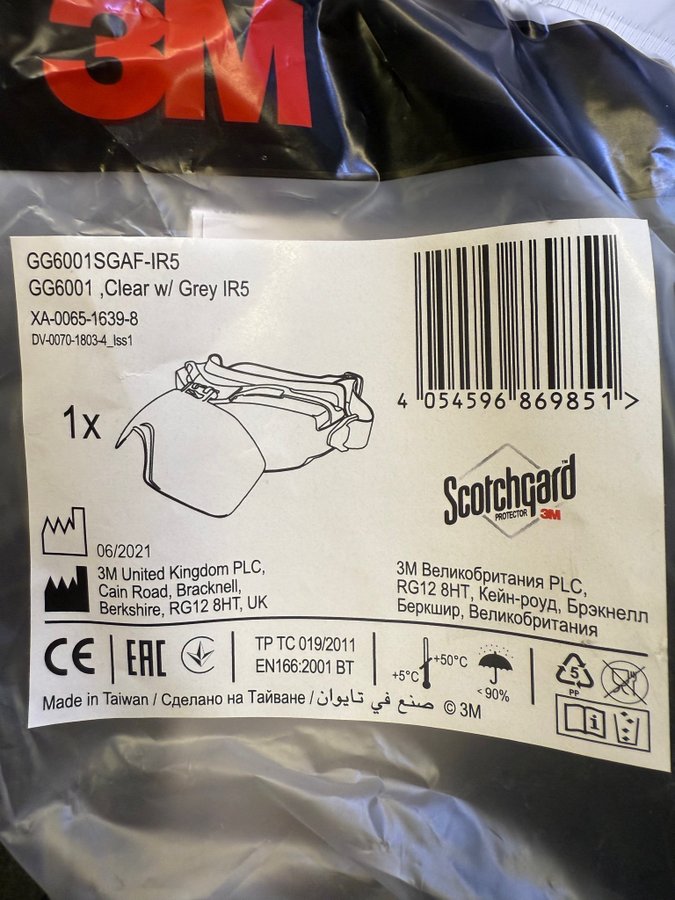 3M
GG6001SGAF-IR5
GG6001 ,Clear w/ Grey IR5
XA-0065-1639-8
DV-0070-1803-4_Iss1
1x
4 054596 869851 >
Scotchgard™
PROTECTOR 3M
06/2021
3M United Kingdom PLC,
Cain Road, Bracknell,
Berkshire, RG12 8HT, UK
3M Великобритания PLC,
RG12 8HT, Кейн-роуд, Брэкнелл
Беркшир, Великобритания
CE
EAC
ТР ТС 019/2011
EN166:2001 BT
+5°C
+50°C
<90%
5
PP
Made in Taiwan / Сделано на Тайване / صنع في تايوان © 3M